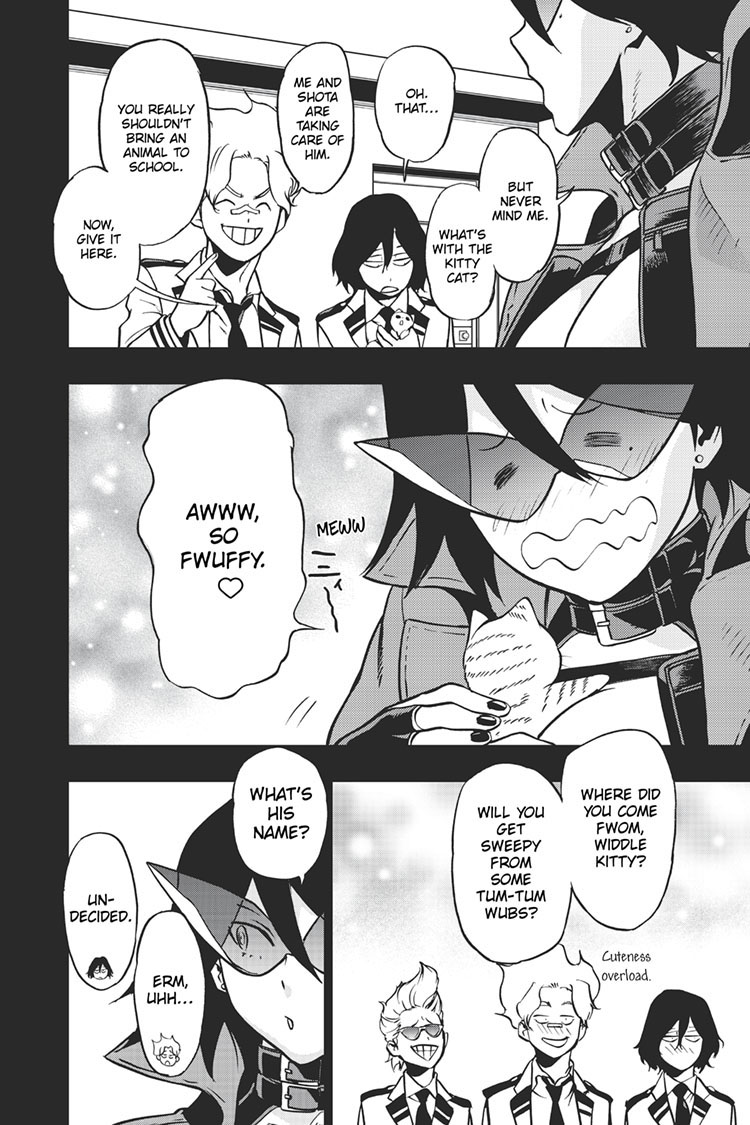 BUT
NEVER
MIND ME.
WHAT'S
WITH THE
KITTY
CAT?
OH.
THAT...
ME AND
SHOTA
ARE
TAKING
CARE OF
HIM.
YOU REALLY
SHOULDN'T
BRING AN
ANIMAL TO
SCHOOL.
NOW,
GIVE IT
HERE.
MEWW
ミィ
AWWW,
SO
FWUFFY.
♡
WHERE DID
YOU COME
FWOM,
WIDDLE
KITTY?
WILL YOU
GET
SWEEPY
FROM
SOME
TUM-TUM
WUBS?
Cuteness
overload.
WHAT'S
HIS
NAME?
ERM,
UHH...
UN-
DECIDED.